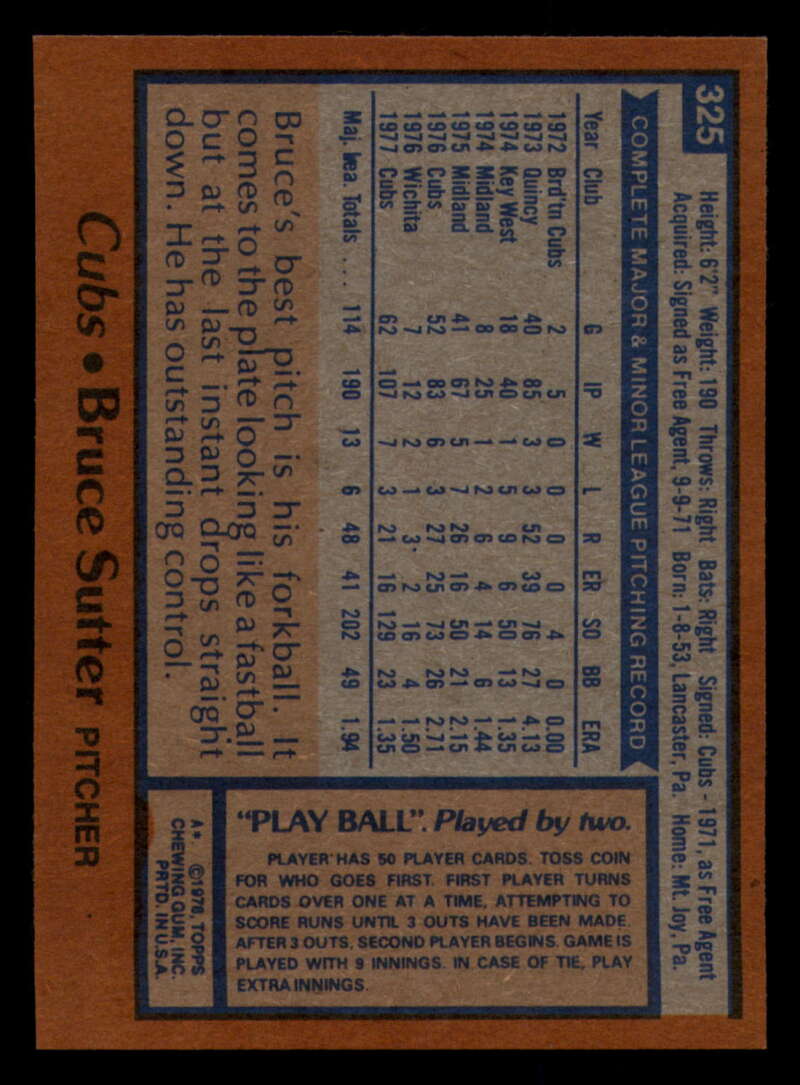 325
Height: 6'2" Weight: 190 Throws: Right Bats: Right Signed: Cubs - 1971, as Free Agent
Acquired: Signed as Free Agent, 9-9-71 Born: 1-8-53, Lancaster, Pa. Home: Mt. Joy, Pa.
COMPLETE MAJOR & MINOR LEAGUE PITCHING RECORD
Year Club G IP W L R ER SO BB ERA
1972 Brd'tn Cubs 2 5 0 0 0 0 4 0 0.00
1973 Quincy 40 85 3 3 52 39 76 27 4.13
1974 Key West 18 40 1 5 9 6 50 13 1.35
1974 Midland 8 25 1 2 6 4 14 6 1.44
1975 Midland 41 67 5 7 26 16 50 21 2.15
1976 Cubs 52 83 6 3 27 25 73 26 2.71
1976 Wichita 7 12 2 1 3 2 16 4 1.50
1977 Cubs 62 107 7 3 21 16 129 23 1.35
Maj. Lea. Totals ... 114 190 13 6 48 41 202 49 1.94
Bruce's best pitch is his forkball. It
comes to the plate looking like a fastball
but at the last instant drops straight
down. He has outstanding control.
Cubs • Bruce Sutter PITCHER
"PLAY BALL". Played by two.
PLAYER HAS 50 PLAYER CARDS. TOSS COIN
FOR WHO GOES FIRST. FIRST PLAYER TURNS
CARDS OVER ONE AT A TIME, ATTEMPTING TO
SCORE RUNS UNTIL 3 OUTS HAVE BEEN MADE.
AFTER 3 OUTS, SECOND PLAYER BEGINS. GAME IS
PLAYED WITH 9 INNINGS. IN CASE OF TIE, PLAY
EXTRA INNINGS.
A* ©1978, TOPPS
CHEWING GUM, INC.
PRTD. IN U.S.A.